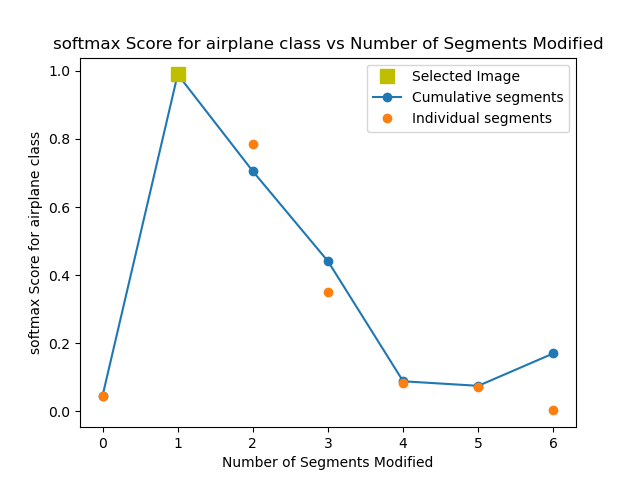 softmax Score for airplane class vs Number of Segments Modified
Selected Image
Cumulative segments
Individual segments
softmax Score for airplane class
1.0
0.8
0.6
0.4
0.2
0.0
0 1 2 3 4 5 6
Number of Segments Modified